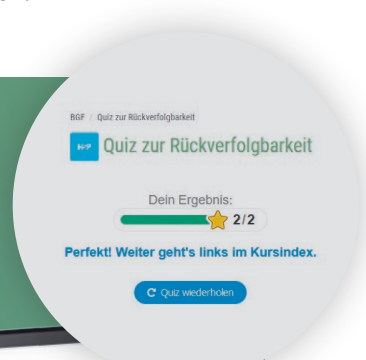 BGF / Quiz zur Rückverfolgbarkeit
Quiz zur Rückverfolgbarkeit
Dein Ergebnis:
2/2
Perfekt! Weiter geht's links im Kursindex.
Quiz wiederholen